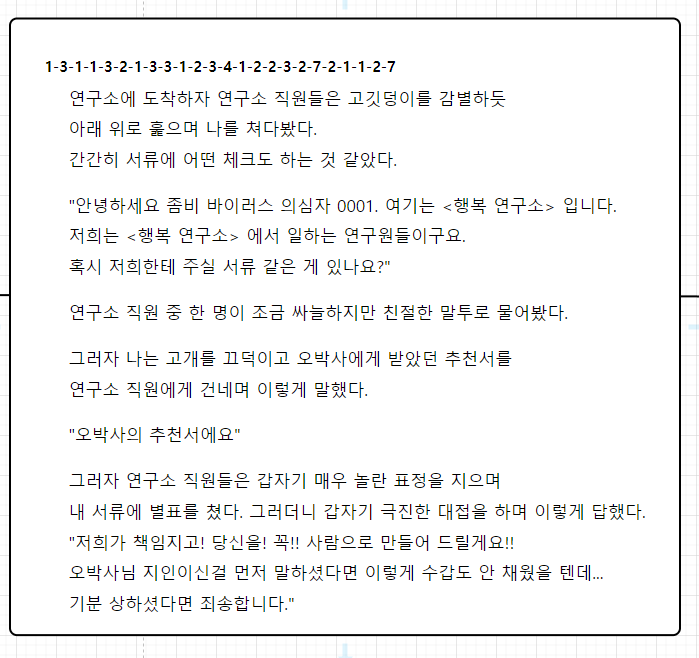 1-3-1-1-3-2-1-3-3-1-2-3-4-1-2-2-3-2-7-2-1-1-2-7
연구소에 도착하자 연구소 직원들은 고깃덩이를 감별하듯
아래 위로 훑으며 나를 쳐다봤다.
간간히 서류에 어떤 체크도 하는 것 같았다.
"안녕하세요 좀비 바이러스 의심자 0001. 여기는 <행복 연구소> 입니다.
저희는 <행복 연구소> 에서 일하는 연구원들이구요.
혹시 저희한테 주실 서류 같은 게 있나요?"
연구소 직원 중 한 명이 조금 싸늘하지만 친절한 말투로 물어봤다.
그러자 나는 고개를 끄덕이고 오박사에게 받았던 추천서를
연구소 직원에게 건네며 이렇게 말했다.
"오박사의 추천서에요"
그러자 연구소 직원들은 갑자기 매우 놀란 표정을 지으며
내 서류에 별표를 쳤다. 그러더니 갑자기 극진한 대접을 하며 이렇게 답했다.
"저희가 책임지고! 당신을! 꼭!! 사람으로 만들어 드릴게요!!
오박사님 지인이신걸 먼저 말하셨다면 이렇게 수갑도 안 채웠을 텐데...
기분 상하셨다면 죄송합니다."